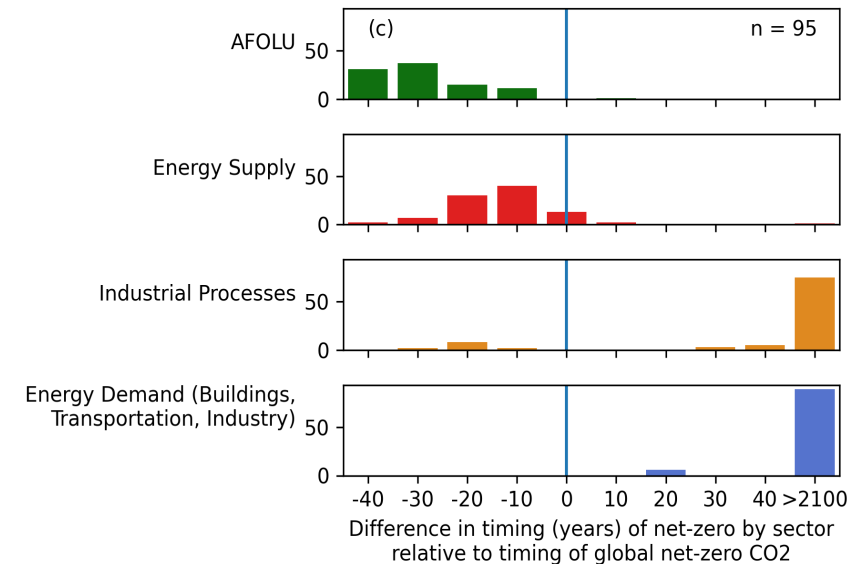 (c)
n = 95
AFOLU
50
0
Energy Supply
50
0
Industrial Processes
50
0
Energy Demand (Buildings,
Transportation, Industry)
50
0
-40 -30 -20 -10 0 10 20 30 40 >2100
Difference in timing (years) of net-zero by sector
relative to timing of global net-zero CO2